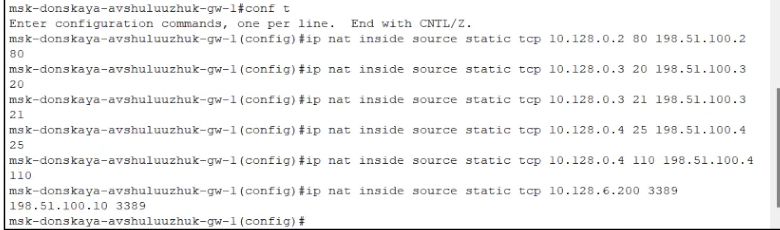 msk-donskaya-avshuluuzhuk-gw-1#conf t
Enter configuration commands, one per line.  End with CNTL/Z.
msk-donskaya-avshuluuzhuk-gw-1(config)#ip nat inside source static tcp 10.128.0.2 80 198.51.100.2
80
msk-donskaya-avshuluuzhuk-gw-1(config)#ip nat inside source static tcp 10.128.0.3 20 198.51.100.3
20
msk-donskaya-avshuluuzhuk-gw-1(config)#ip nat inside source static tcp 10.128.0.3 21 198.51.100.3
21
msk-donskaya-avshuluuzhuk-gw-1(config)#ip nat inside source static tcp 10.128.0.4 25 198.51.100.4
25
msk-donskaya-avshuluuzhuk-gw-1(config)#ip nat inside source static tcp 10.128.0.4 110 198.51.100.4
110
msk-donskaya-avshuluuzhuk-gw-1(config)#ip nat inside source static tcp 10.128.6.200 3389
198.51.100.10 3389
msk-donskaya-avshuluuzhuk-gw-1(config)#